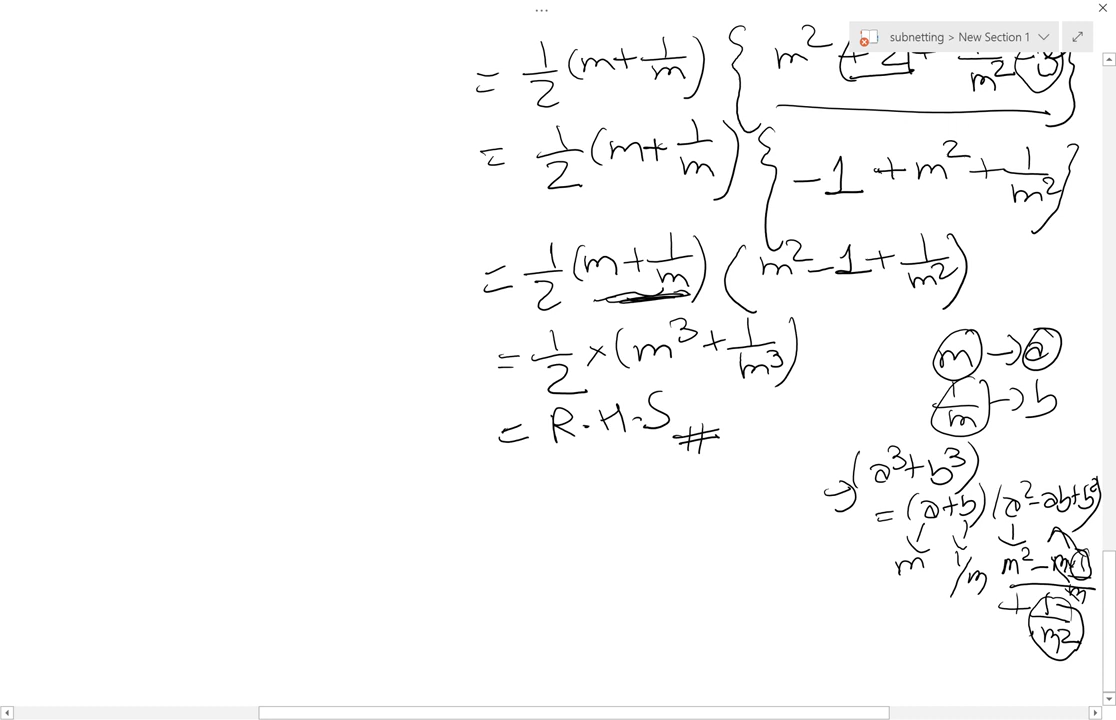 ...
subnetting > New Section 1
= 1/2 (m + 1/m) { m² + 2 + 1/m² - 3 }
= 1/2 (m + 1/m) { -1 + m² + 1/m² }
= 1/2 (m + 1/m) (m² - 1 + 1/m²)
= 1/2 × (m³ + 1/m³)
= R.H.S #
m → a
1/m → b
→ (a³ + b³)
= (a+b) (a² - ab + b²)
m 1/m m² - m · 1/m
+ 1/m²